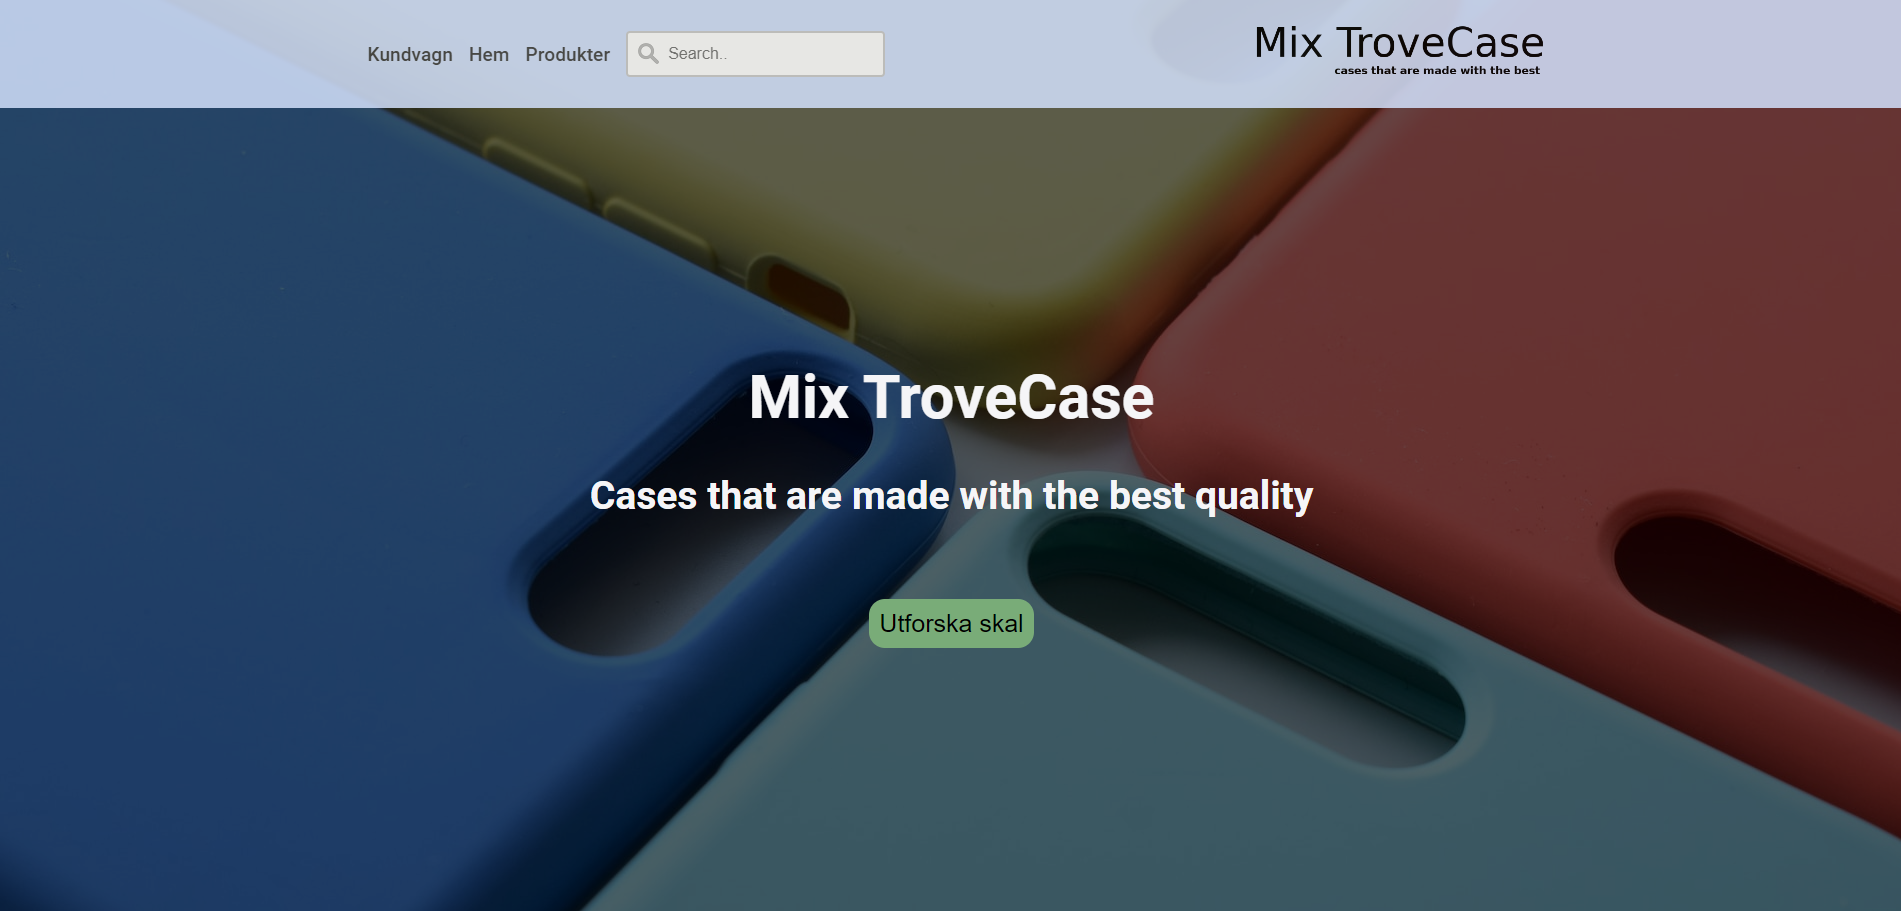 Kundvagn Hem Produkter Search..
Mix TroveCase
cases that are made with the best
Mix TroveCase
Cases that are made with the best quality
Utforska skal